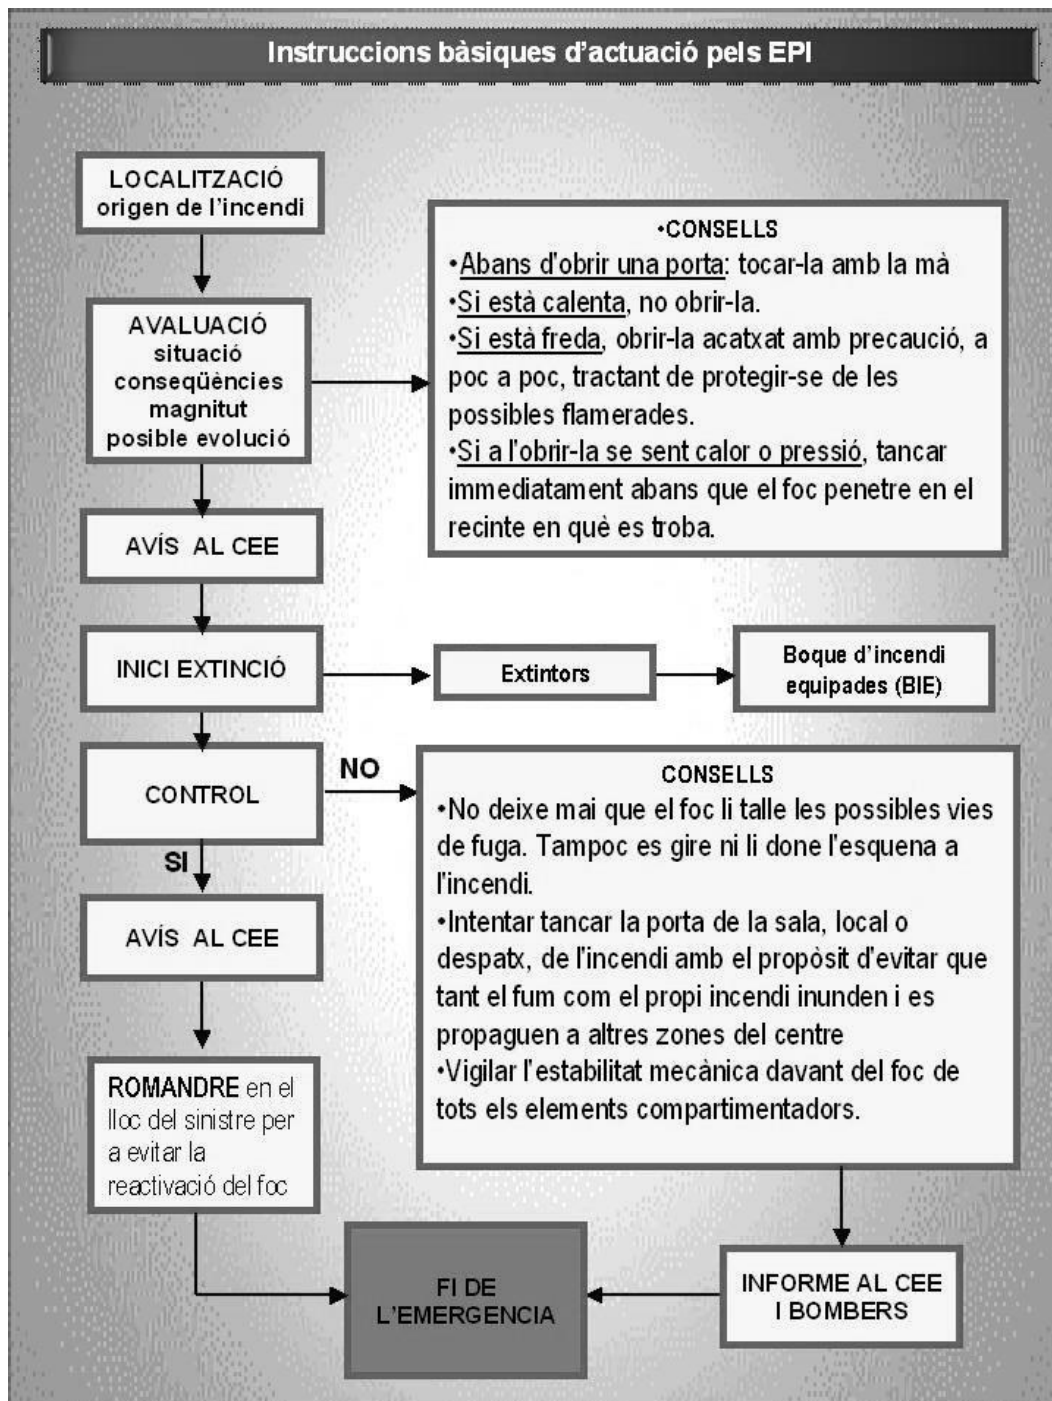 Instruccions bàsiques d'actuació pels EPI
LOCALITZACIÓ
origen de l'incendi
AVALUACIÓ
situació
conseqüències
magnitut
posible evolució
•CONSELLS
•Abans d'obrir una porta: tocar-la amb la mà
•Si està calenta, no obrir-la.
•Si està freda, obrir-la acatxat amb precaució, a
poc a poc, tractant de protegir-se de les
possibles flamerades.
•Si a l'obrir-la se sent calor o pressió, tancar
immediatament abans que el foc penetre en el
recinte en què es troba.
AVÍS AL CEE
INICI EXTINCIÓ
Extintors
Boque d'incendi
equipades (BIE)
CONTROL
NO
SI
CONSELLS
•No deixe mai que el foc li talle les possibles vies
de fuga. Tampoc es gire ni li done l'esquena a
l'incendi.
•Intentar tancar la porta de la sala, local o
despatx, de l'incendi amb el propòsit d'evitar que
tant el fum com el propi incendi inunden i es
propaguen a altres zones del centre
•Vigilar l'estabilitat mecànica davant del foc de
tots els elements compartimentadors.
AVÍS AL CEE
ROMANDRE en el
lloc del sinistre per
a evitar la
reactivació del foc
FI DE
L'EMERGENCIA
INFORME AL CEE
I BOMBERS